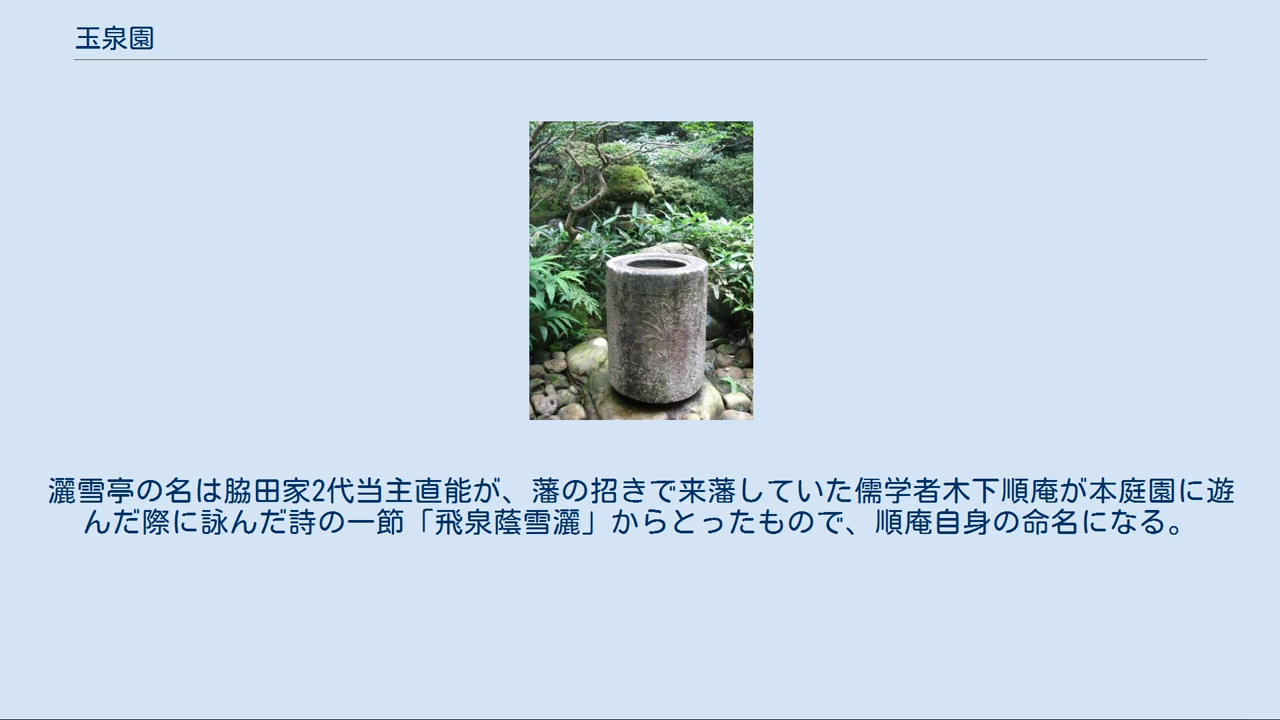 玉泉園
灑雪亭の名は脇田家2代当主直能が、藩の招きで来藩していた儒学者木下順庵が本庭園に遊
んだ際に詠んだ詩の一節「飛泉蔭雪灑」からとったもので、順庵自身の命名になる。